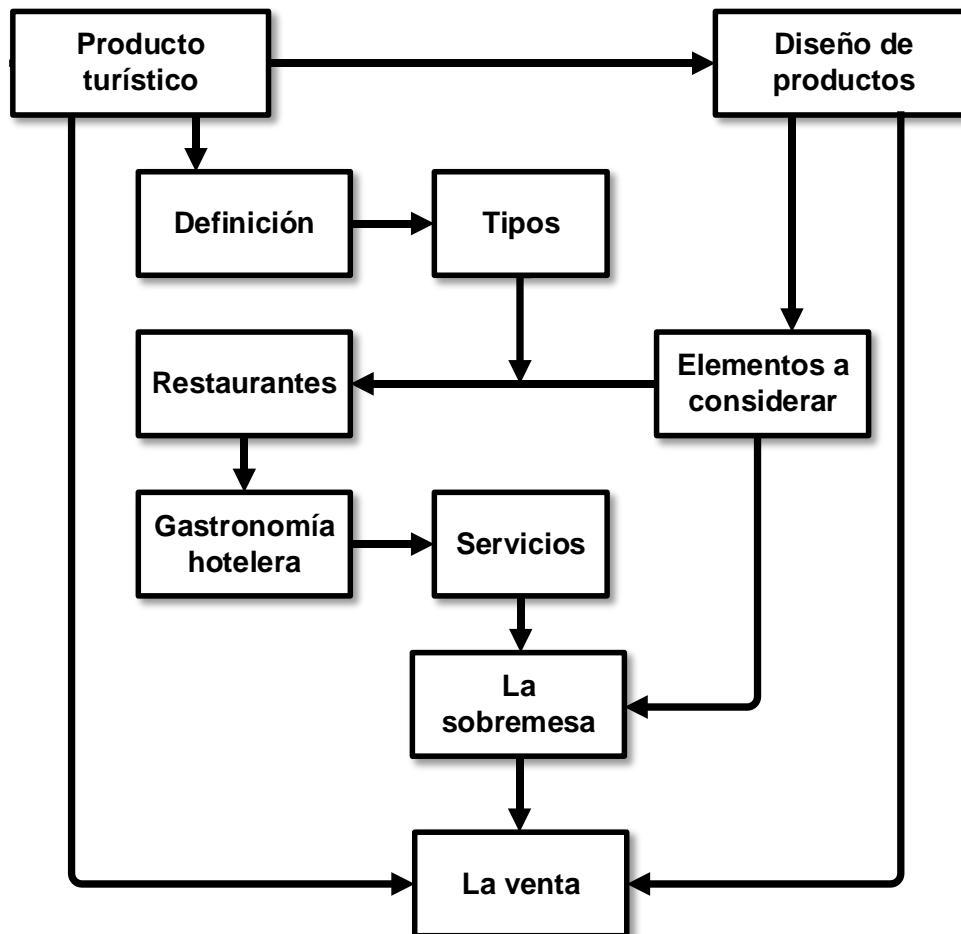 Producto
turístico
Diseño de
productos
Definición
Tipos
Restaurantes
Elementos a
considerar
Gastronomía
hotelera
Servicios
La
sobremesa
La venta